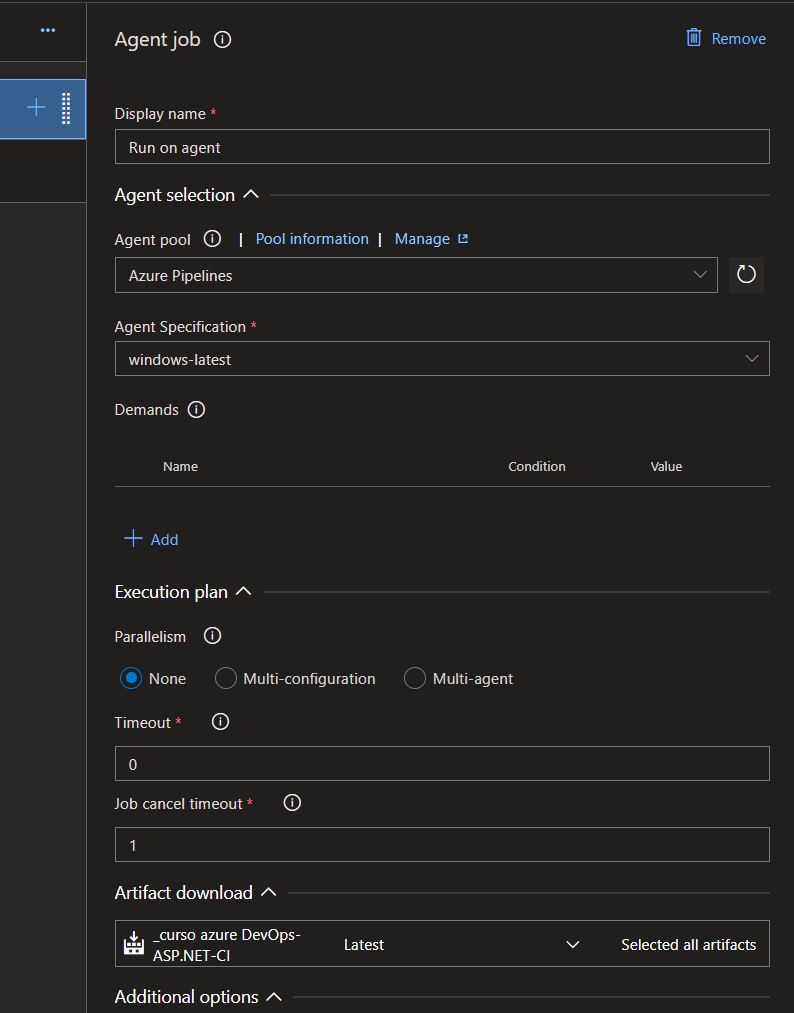 ...
Agent job
Remove
Display name *
Run on agent
Agent selection
Agent pool | Pool information | Manage
Azure Pipelines
Agent Specification *
windows-latest
Demands
Name Condition Value
Add
Execution plan
Parallelism
None Multi-configuration Multi-agent
Timeout *
0
Job cancel timeout *
1
Artifact download
_curso azure DevOps-
ASP.NET-CI
Latest
Selected all artifacts
Additional options